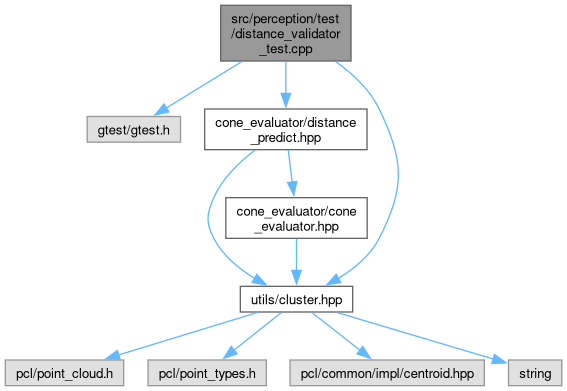 src/perception/test
/distance_validator
_test.cpp
gtest/gtest.h
cone_evaluator/distance
_predict.hpp
cone_evaluator/cone
_evaluator.hpp
utils/cluster.hpp
pcl/point_cloud.h
pcl/point_types.h
pcl/common/impl/centroid.hpp
string